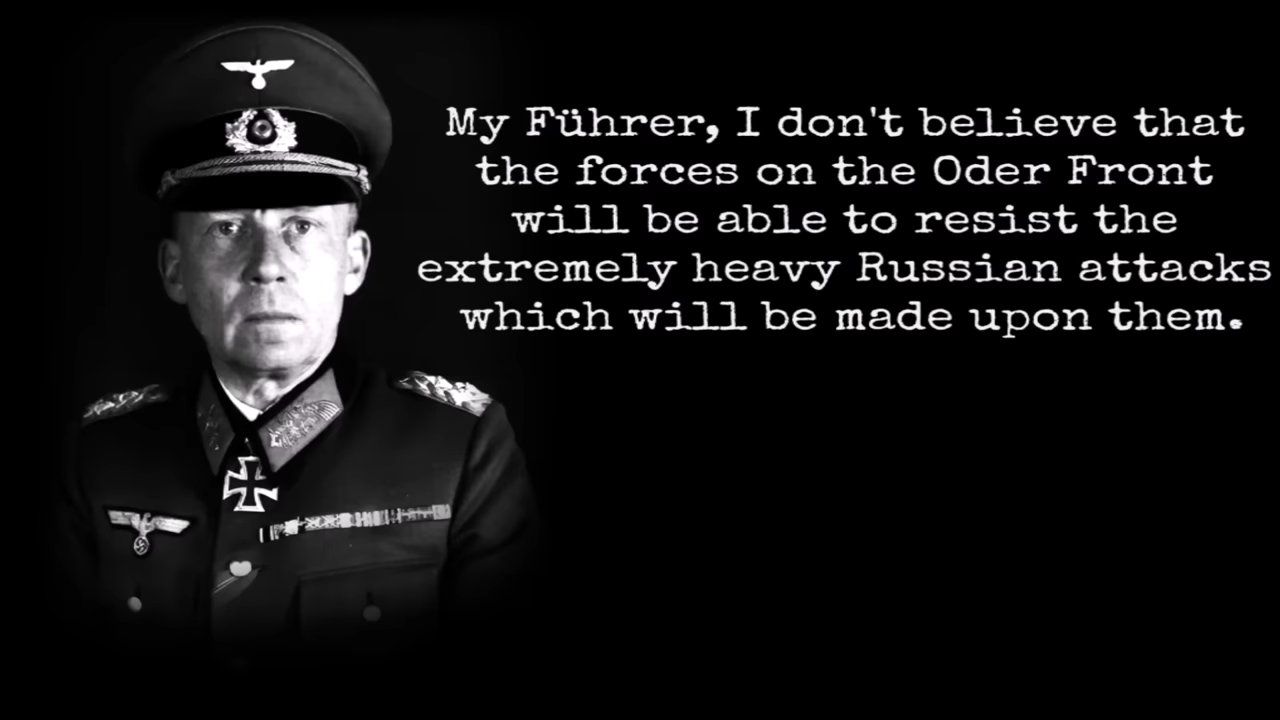 My Führer, I don't believe that
the forces on the Oder Front
will be able to resist the
extremely heavy Russian attacks
which will be made upon them.